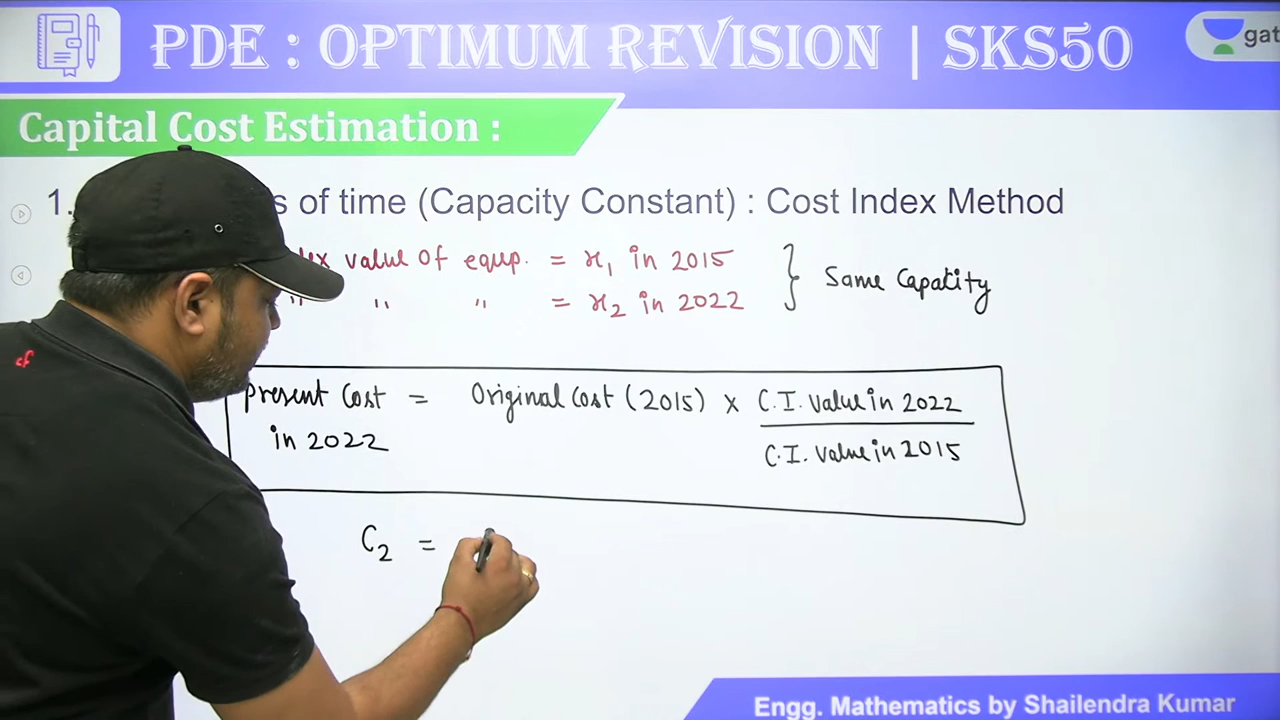 PDE : OPTIMUM REVISION | SKS50
gat
Capital Cost Estimation :
1. s of time (Capacity Constant) : Cost Index Method
value of equp. = x₁ in 2015
" " " = x₂ in 2022
} Same Capacity
Present Cost = Original Cost (2015) × C.I. value in 2022
in 2022
C.I. value in 2015
C₂ =
Engg. Mathematics by Shailendra Kumar